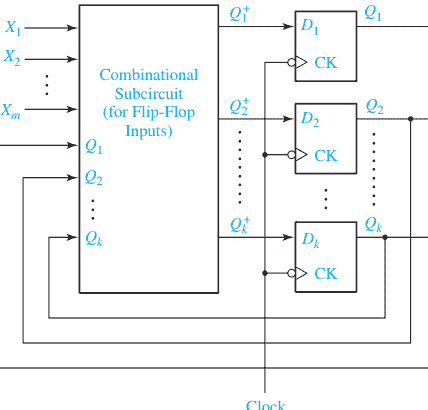 X₁
X₂
Xₘ
Combinational
Subcircuit
(for Flip-Flop
Inputs)
Q₁
Q₂
Qₖ
Q₁⁺
Q₂⁺
Qₖ⁺
D₁
CK
Q₁
D₂
CK
Q₂
Dₖ
CK
Qₖ
Clock